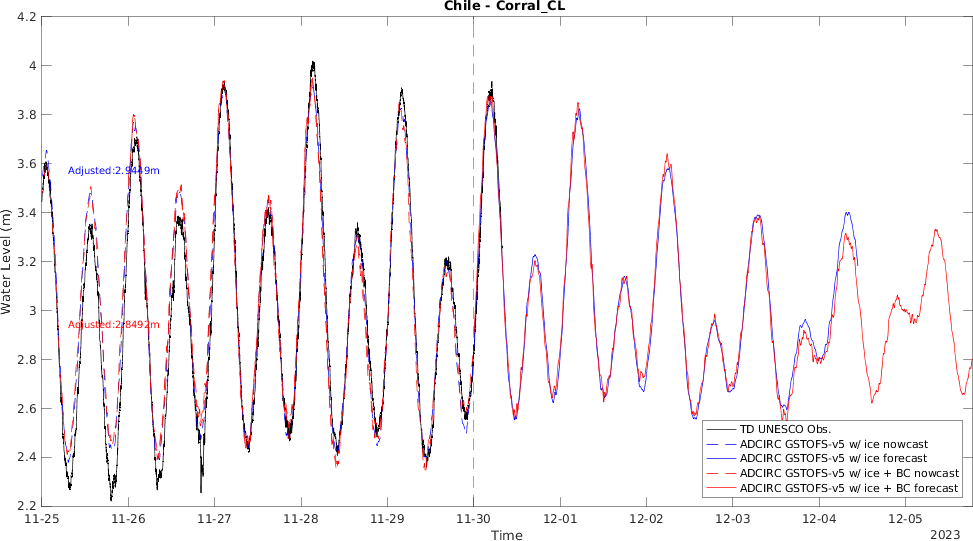 Chile - Corral_CL
4.2
4
3.8
3.6
3.4
3.2
3
2.8
2.6
2.4
2.2
Water Level (m)
Adjusted:2.9449m
Adjusted:2.8492m
TD UNESCO Obs.
ADCIRC GSTOFS-v5 w/ ice nowcast
ADCIRC GSTOFS-v5 w/ ice forecast
ADCIRC GSTOFS-v5 w/ ice + BC nowcast
ADCIRC GSTOFS-v5 w/ ice + BC forecast
11-25 11-26 11-27 11-28 11-29 11-30 12-01 12-02 12-03 12-04 12-05
Time
2023